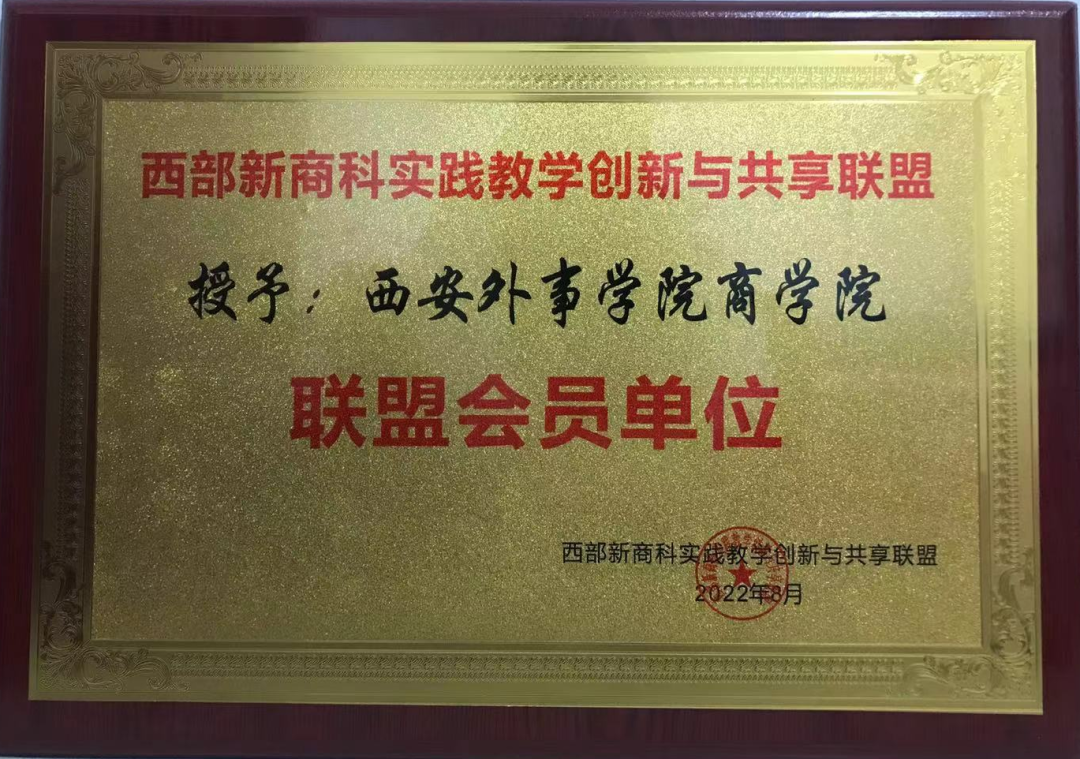 西部新商科实践教学创新与共享联盟
授予：西安外事学院商学院
联盟会员单位
西部新商科实践教学创新与共享联盟
2022年8月